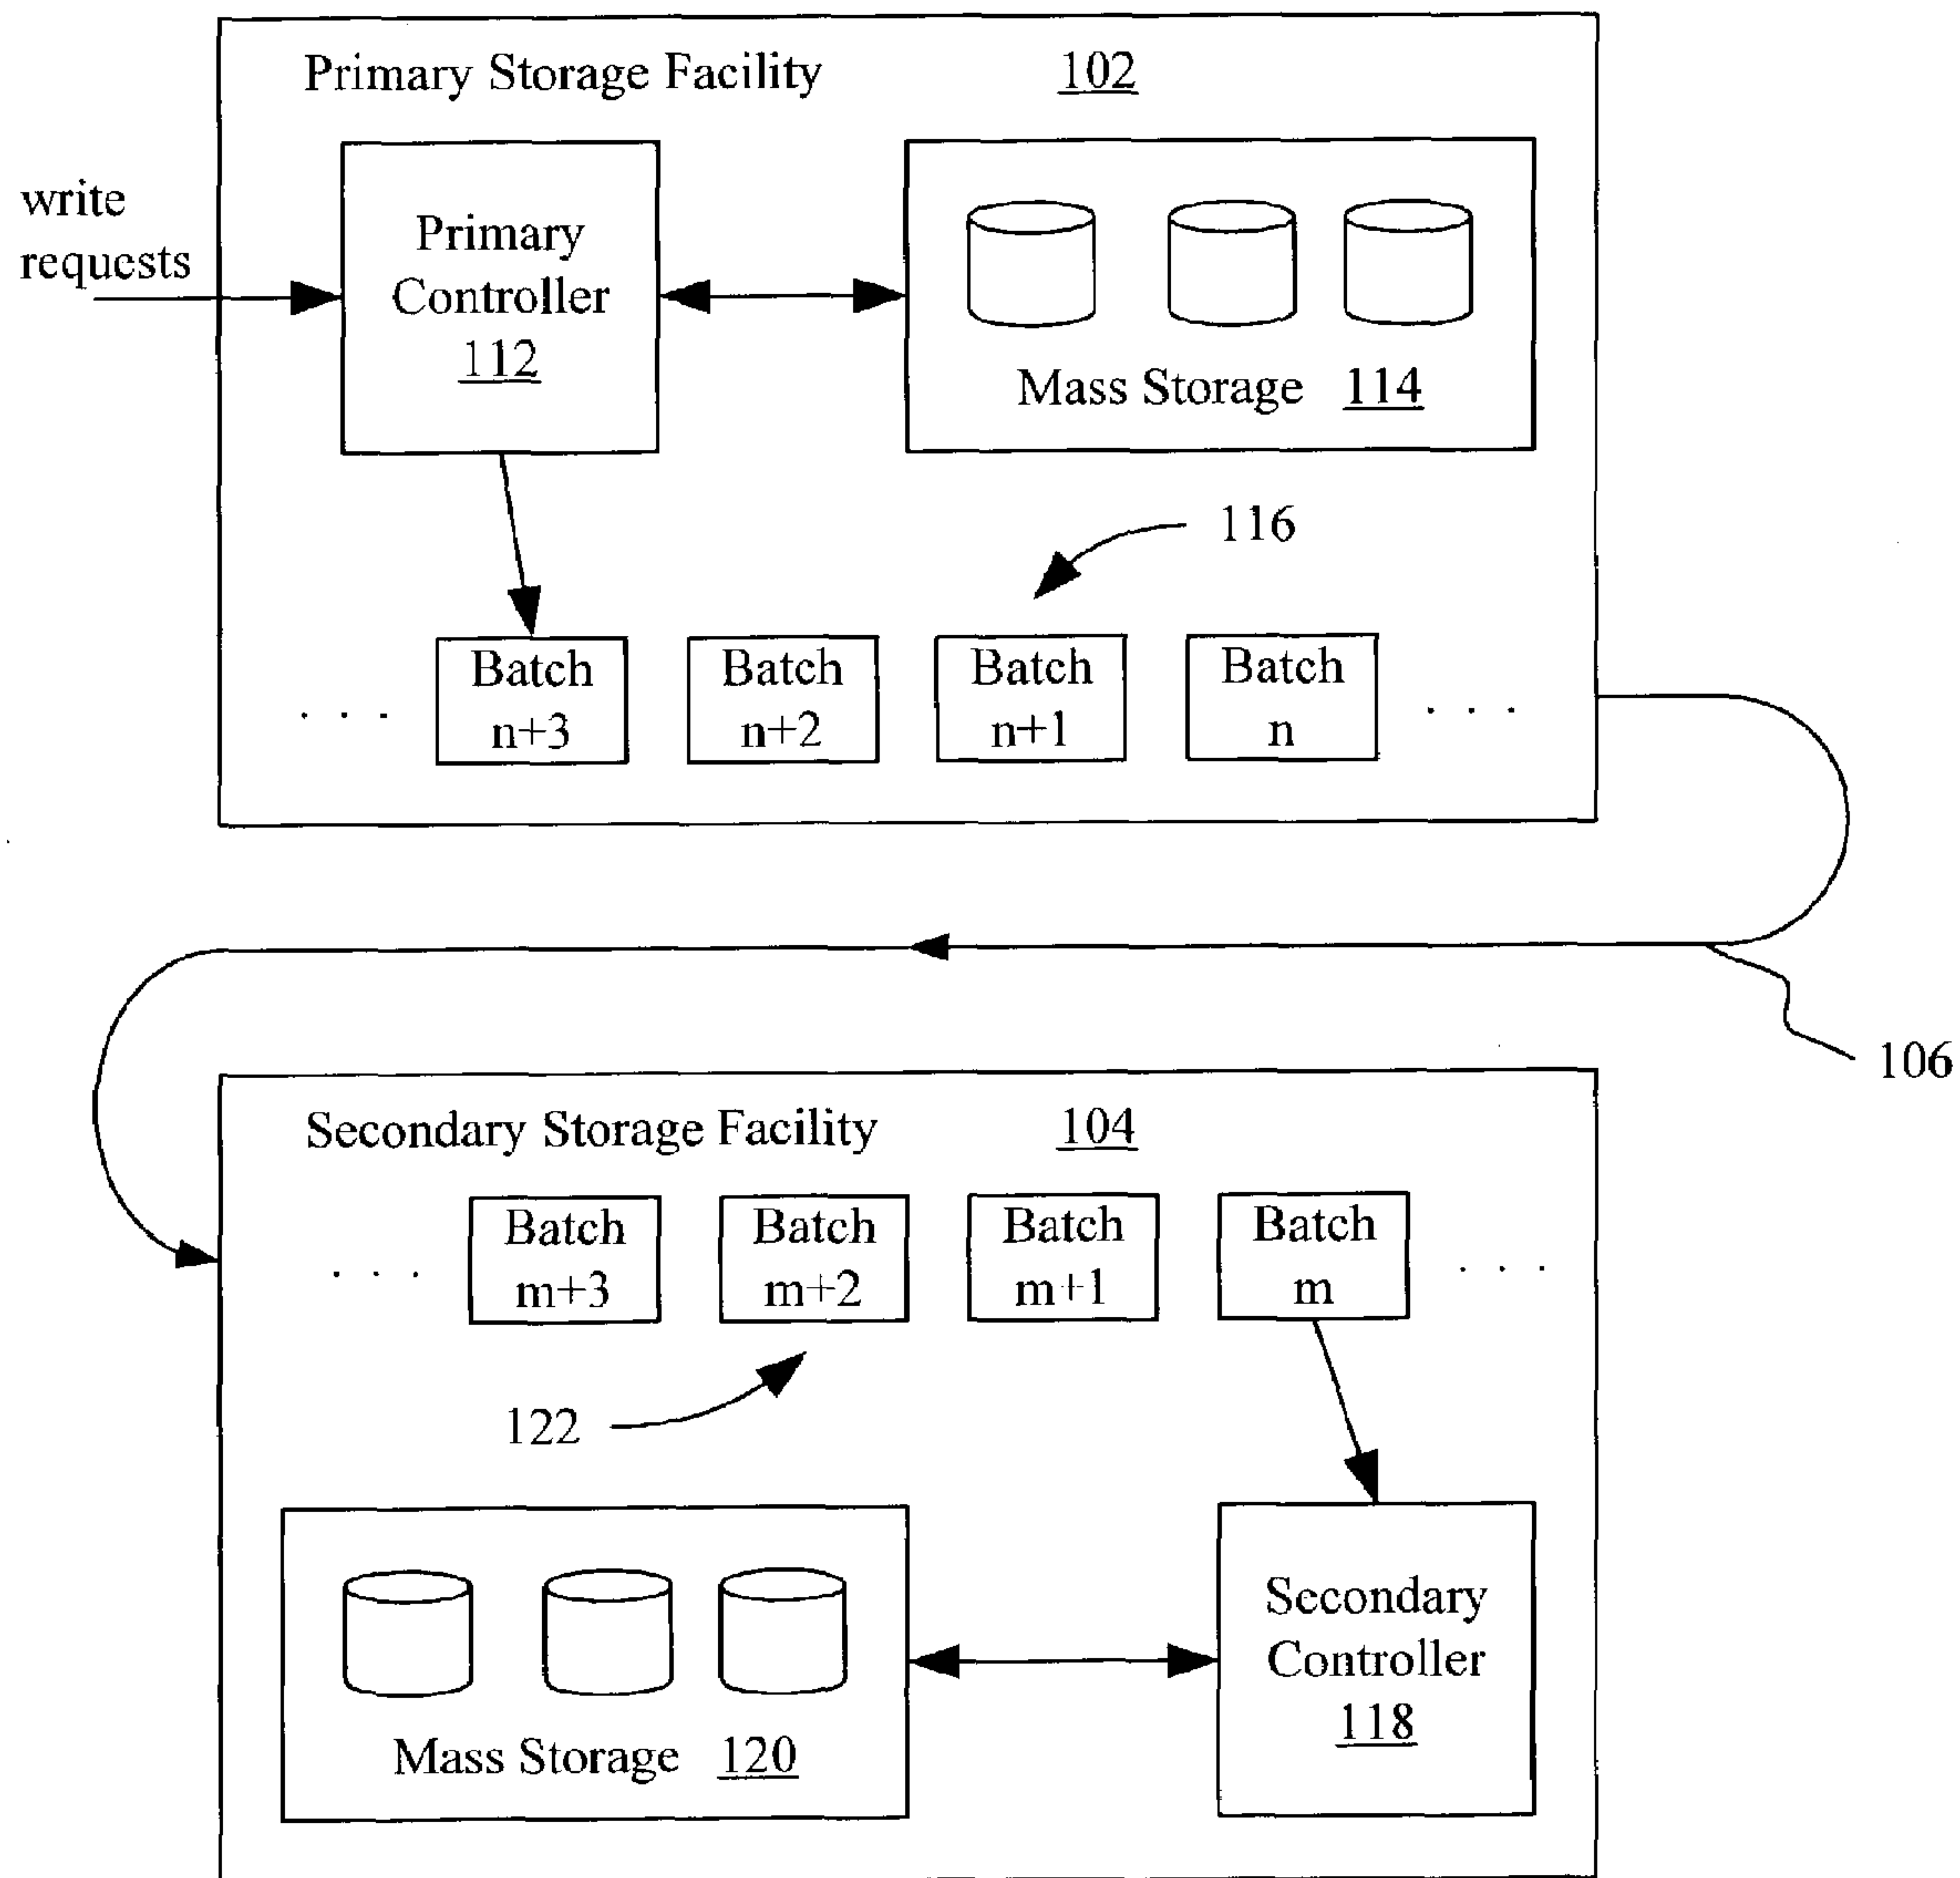 Primary Storage Facility 102
write
requests
Primary
Controller
112
Mass Storage 114
116
Batch
n+3
Batch
n+2
Batch
n+1
Batch
n
. . .
. . .
106
Secondary Storage Facility 104
. . .
Batch
m+3
Batch
m+2
Batch
m+1
Batch
m
. . .
122
Mass Storage 120
Secondary
Controller
118